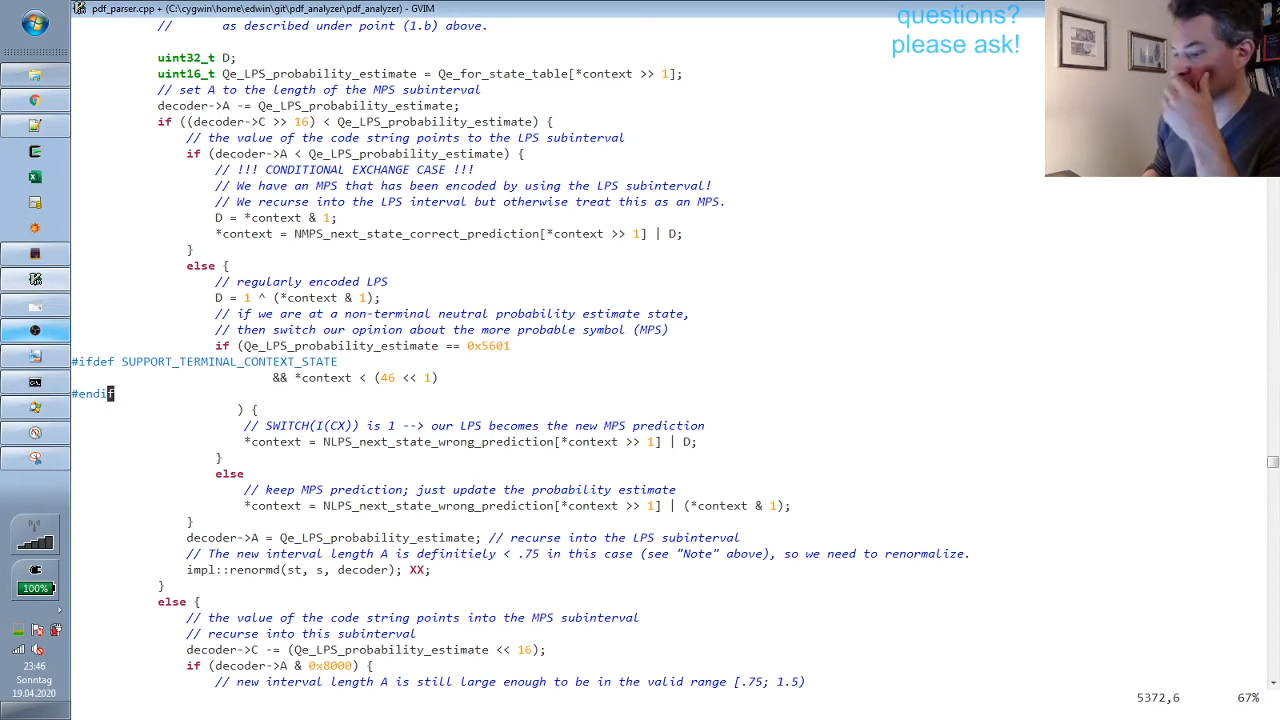 pdf_parser.cpp + (C:\cygwin\home\edwin\git\pdf_analyzer\pdf_analyzer) - GVIM
questions?
please ask!
//      as described under point (1.b) above.
uint32_t D;
uint16_t Qe_LPS_probability_estimate = Qe_for_state_table[*context >> 1];
// set A to the length of the MPS subinterval
decoder->A -= Qe_LPS_probability_estimate;
if ((decoder->C >> 16) < Qe_LPS_probability_estimate) {
// the value of the code string points to the LPS subinterval
if (decoder->A < Qe_LPS_probability_estimate) {
// !!! CONDITIONAL EXCHANGE CASE !!!
// We have an MPS that has been encoded by using the LPS subinterval!
// We recurse into the LPS interval but otherwise treat this as an MPS.
D = *context & 1;
*context = NMPS_next_state_correct_prediction[*context >> 1] | D;
}
else {
// regularly encoded LPS
D = 1 ^ (*context & 1);
// if we are at a non-terminal neutral probability estimate state,
// then switch our opinion about the more probable symbol (MPS)
if (Qe_LPS_probability_estimate == 0x5601
#ifdef SUPPORT_TERMINAL_CONTEXT_STATE
&& *context < (46 << 1)
#endif
) {
// SWITCH(I(CX)) is 1 --> our LPS becomes the new MPS prediction
*context = NLPS_next_state_wrong_prediction[*context >> 1] | D;
}
else
// keep MPS prediction; just update the probability estimate
*context = NLPS_next_state_wrong_prediction[*context >> 1] | (*context & 1);
}
decoder->A = Qe_LPS_probability_estimate; // recurse into the LPS subinterval
// The new interval length A is definitiely < .75 in this case (see "Note" above), so we need to renormalize.
impl::renormd(st, s, decoder); XX;
}
else {
// the value of the code string points into the MPS subinterval
// recurse into this subinterval
decoder->C -= (Qe_LPS_probability_estimate << 16);
if (decoder->A & 0x8000) {
// new interval length A is still large enough to be in the valid range [.75; 1.5)
5372,6 67%
100%
23:46
Sonntag
19.04.2020